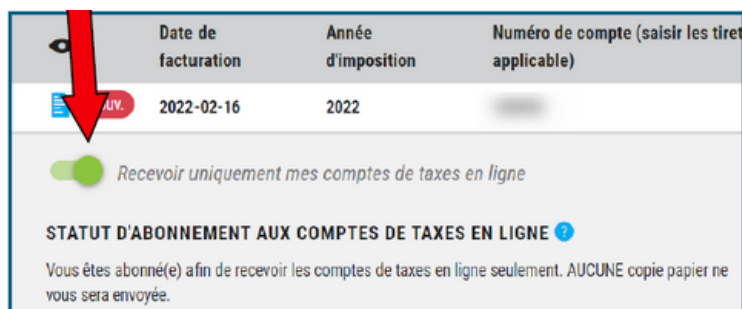 Date de facturation
Année d'imposition
Numéro de compte (saisir les tiret
applicable)
UV.
2022-02-16
2022
Recevoir uniquement mes comptes de taxes en ligne
STATUT D'ABONNEMENT AUX COMPTES DE TAXES EN LIGNE ?
Vous êtes abonné(e) afin de recevoir les comptes de taxes en ligne seulement. AUCUNE copie papier ne
vous sera envoyée.